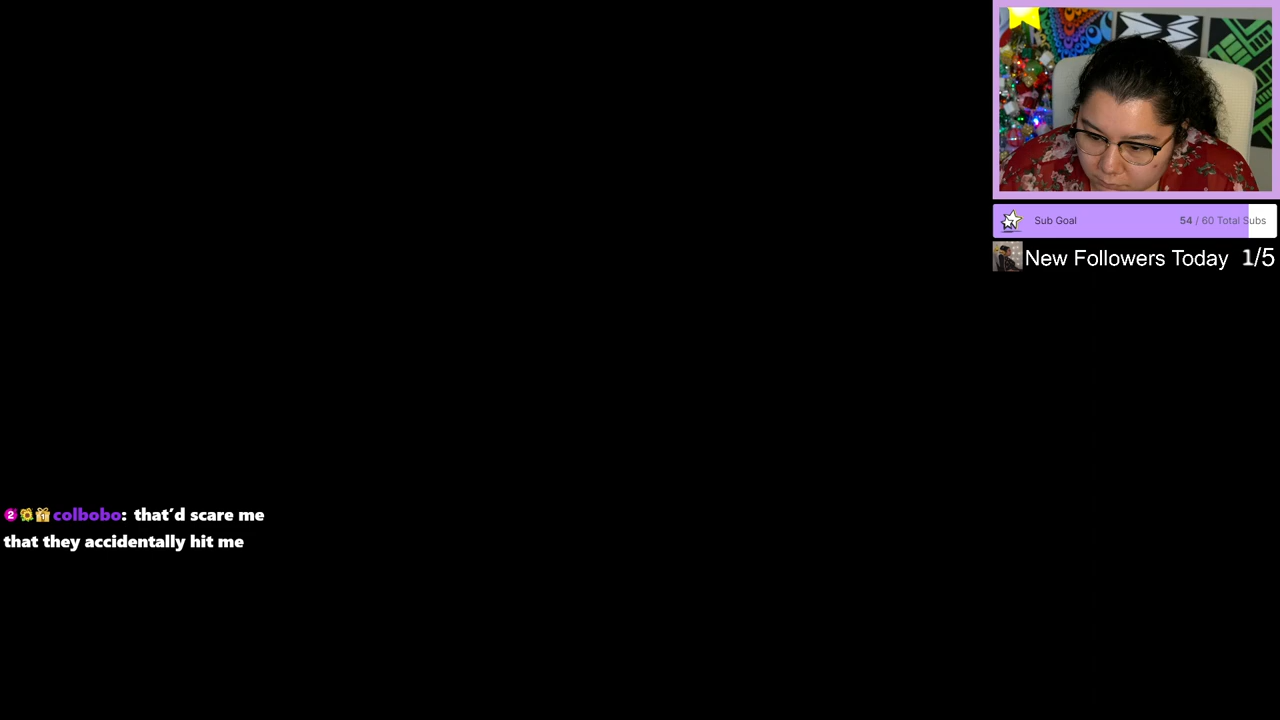 Sub Goal
54 / 60 Total Subs
New Followers Today 1/5
2 colbobo: that'd scare me
that they accidentally hit me